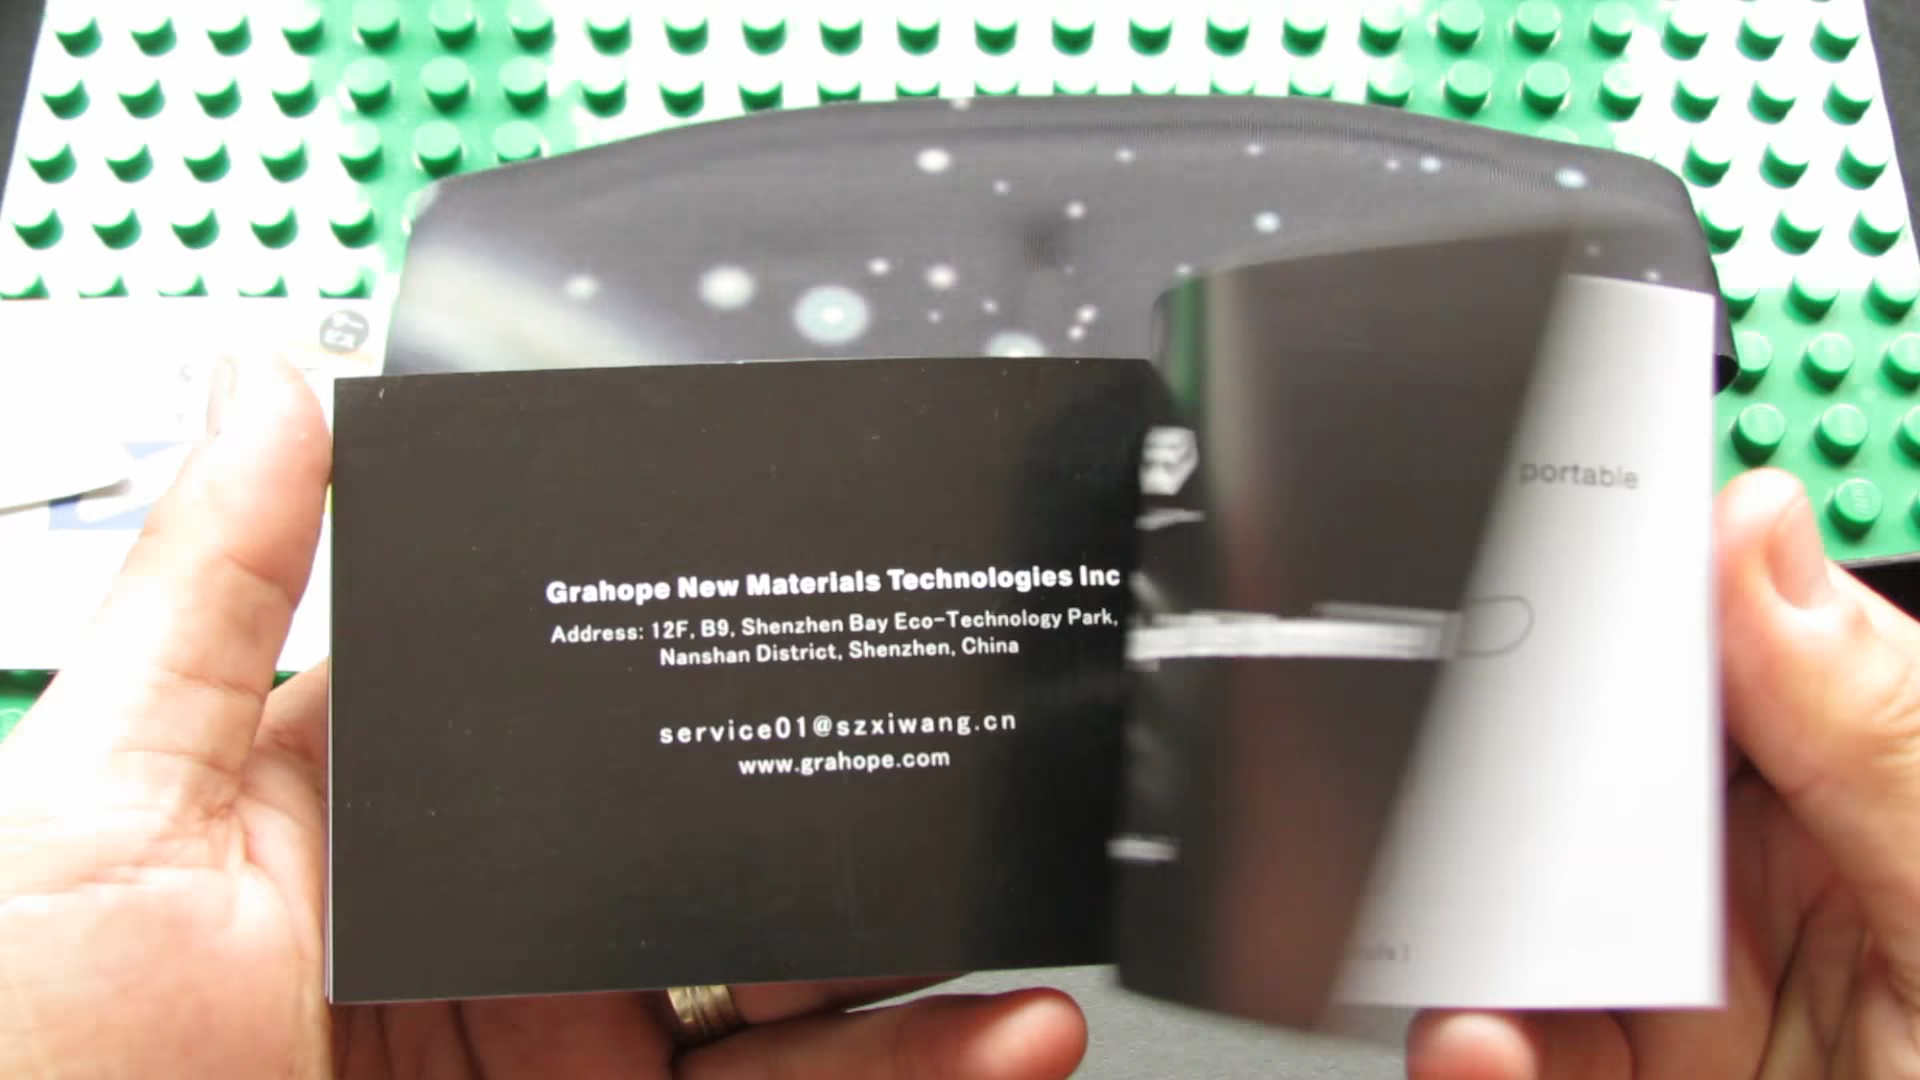 Grahope New Materials Technologies Inc
Address: 12F, B9, Shenzhen Bay Eco-Technology Park,
Nanshan District, Shenzhen, China
service01@szxiwang.cn
www.grahope.com
portable